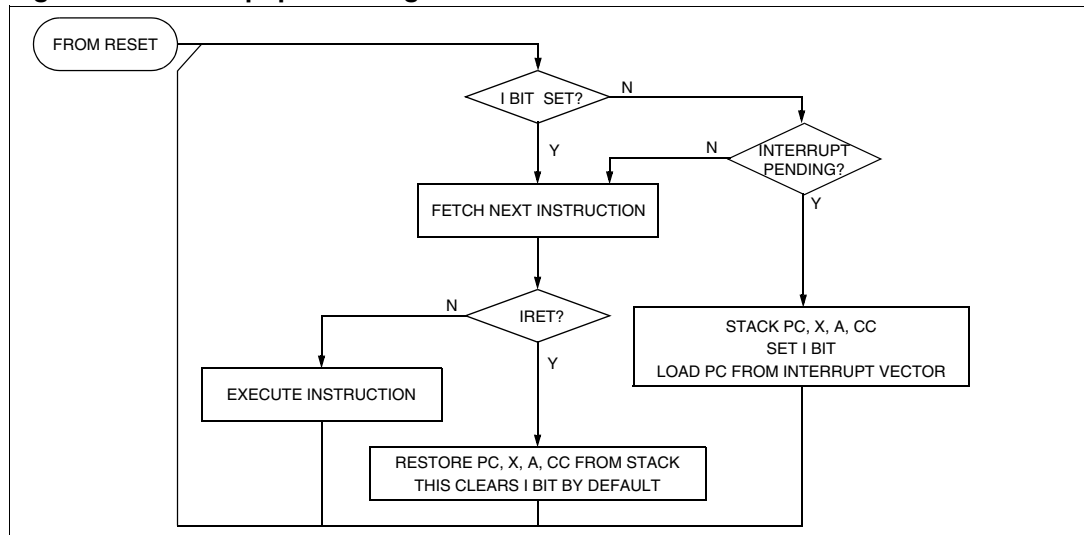 FROM RESET
I BIT SET?
N
Y
INTERRUPT
PENDING?
N
Y
FETCH NEXT INSTRUCTION
IRET?
N
Y
STACK PC, X, A, CC
SET I BIT
LOAD PC FROM INTERRUPT VECTOR
EXECUTE INSTRUCTION
RESTORE PC, X, A, CC FROM STACK
THIS CLEARS I BIT BY DEFAULT